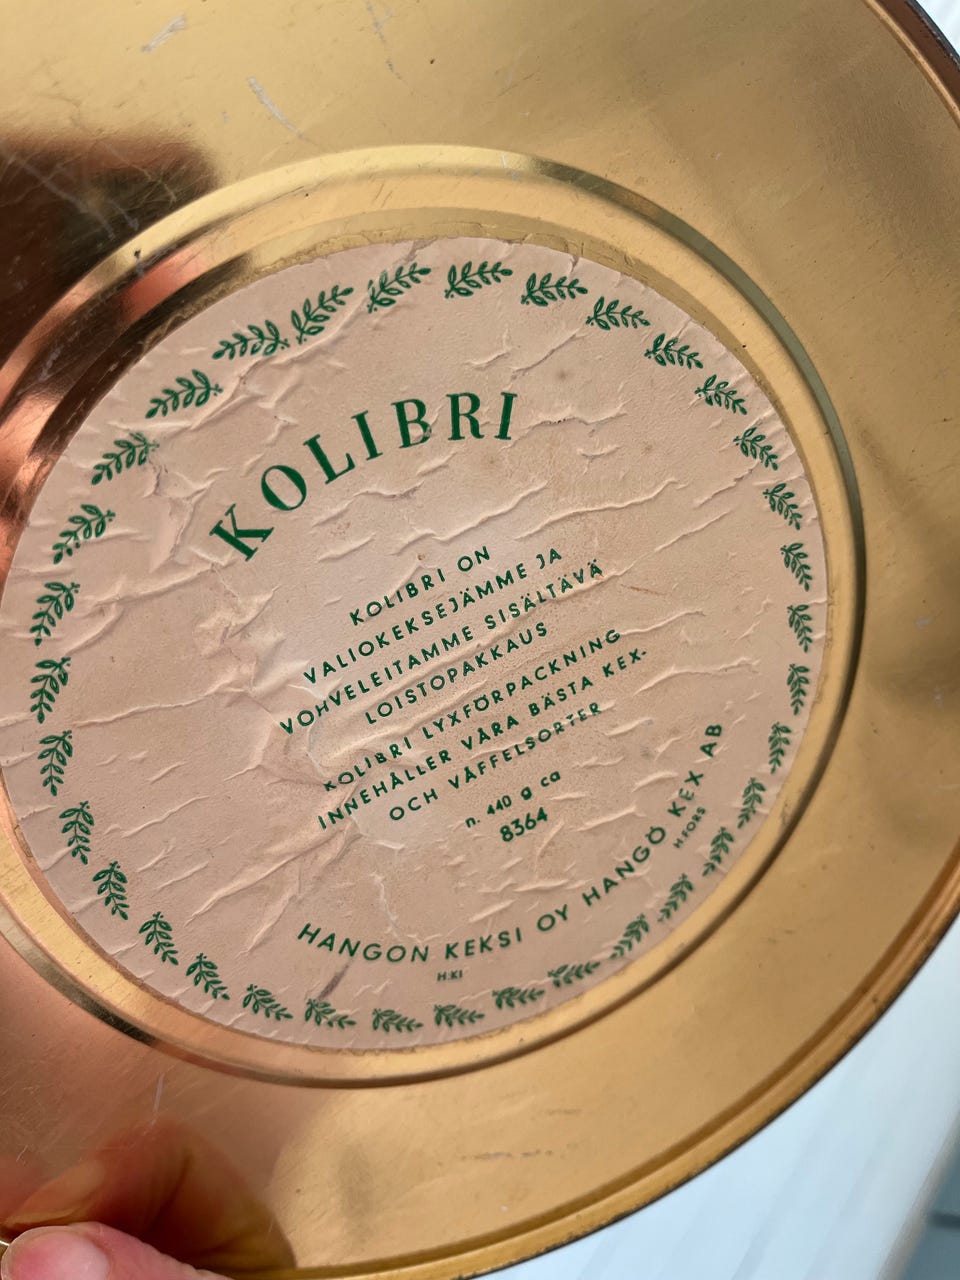 KOLIBRI
KOLIBRI ON
VALIOKEKSEJÄMME JA
VOHVELEITAMME SISÄLTÄVÄ
LOISTOPAKKAUS
KOLIBRI LYXFÖRPACKNING
INNEHÅLLER VÅRA BÄSTA KEX-
OCH VÅFFELSORTER
n. 440 g ca
8364
HANGON KEKSI OY HANGÖ KEX AB
H:KI H:FORS